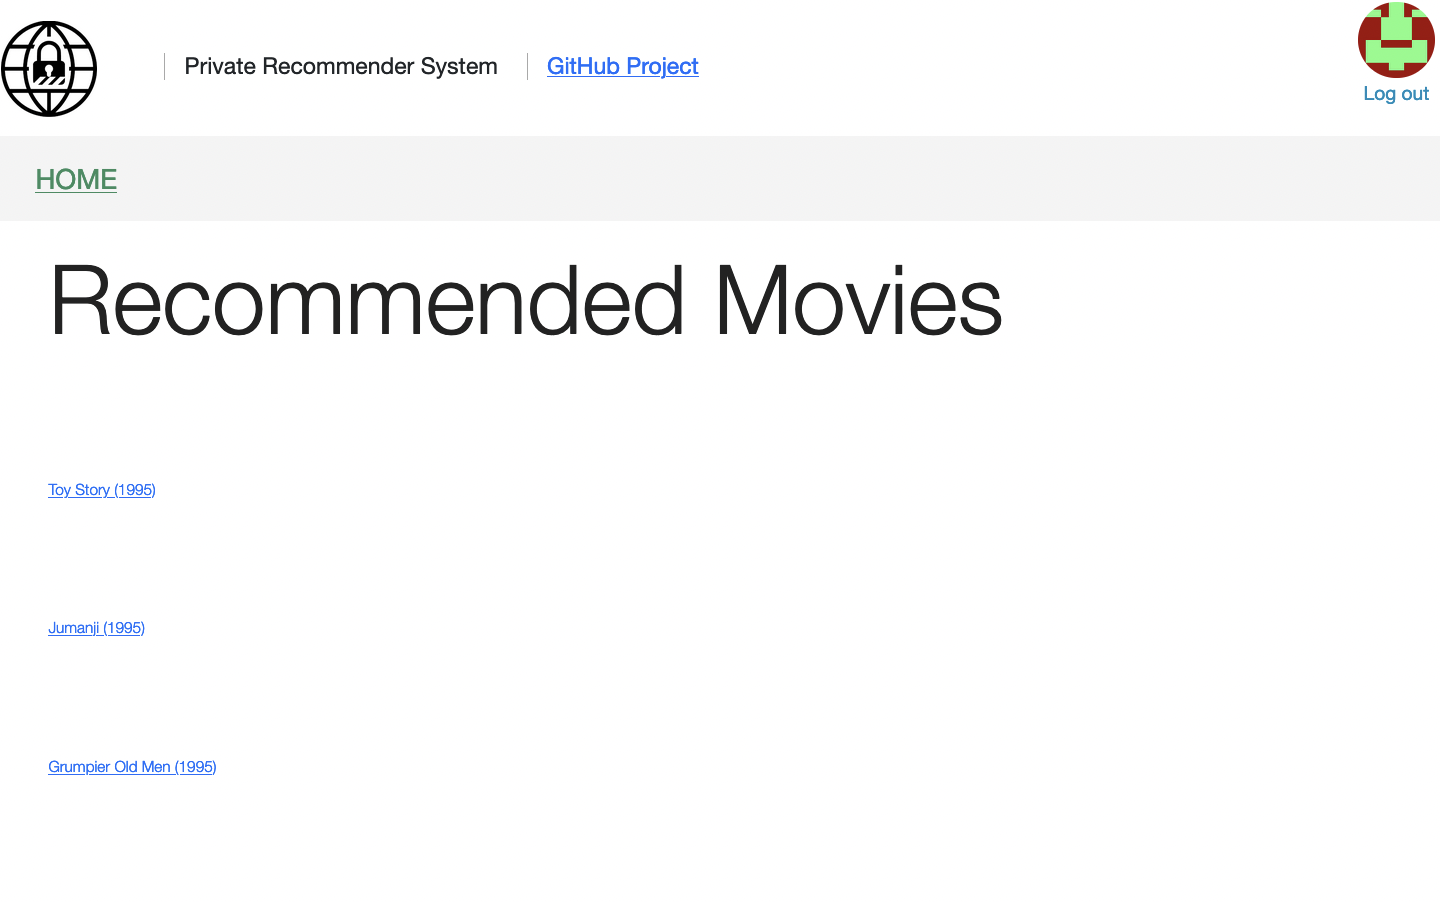 Private Recommender System
GitHub Project
Log out
HOME
Recommended Movies
Toy Story (1995)
Jumanji (1995)
Grumpier Old Men (1995)